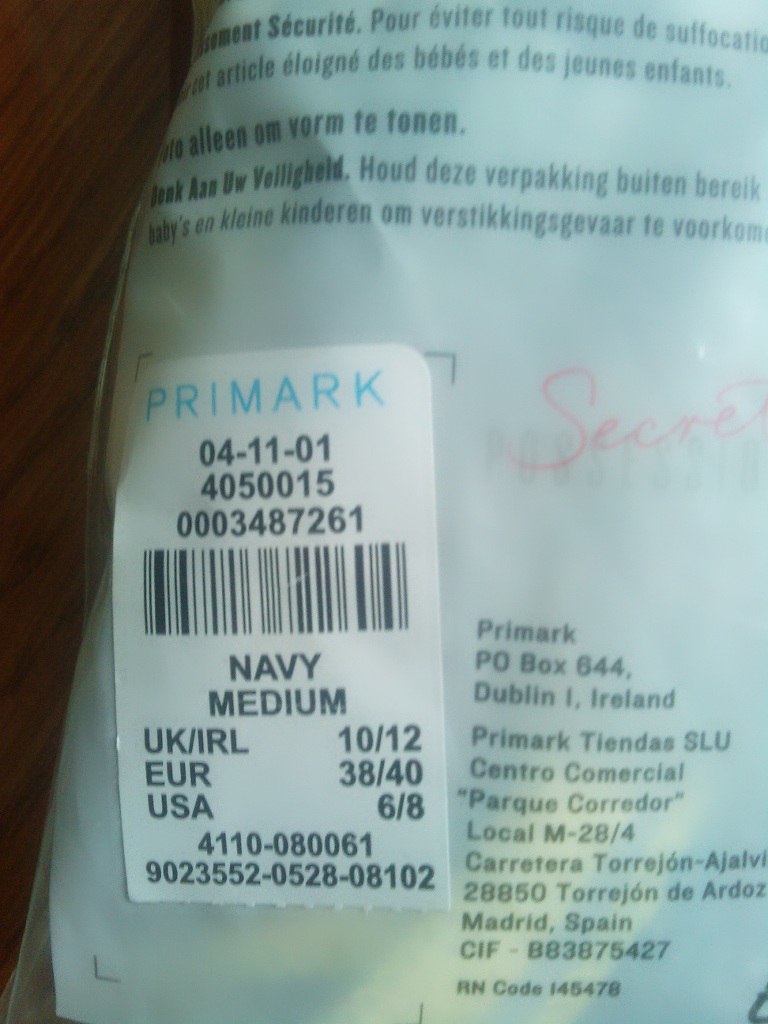 Sécurité. Pour éviter tout risque de
cet article éloigné des bébés et des jeunes enfants.
alleen om vorm te tonen.
Denk Aan Uw Veiligheid. Houd deze verpakking buiten bereik
baby's en kleine kinderen om verstikkingsgevaar te
PRIMARK
04-11-01
4050015
0003487261
NAVY
MEDIUM
UK/IRL 10/12
EUR 38/40
USA 6/8
4110-080061
9023552-0528-08102
Secret
Primark
PO Box 644,
Dublin 1, Ireland
Primark Tiendas SLU
Centro Comercial
"Parque Corredor"
Local M-28/4
Carretera Torrejón-Ajalvi
28850 Torrejón de Ardoz
Madrid, Spain
CIF - B83875427
RN Code 145478